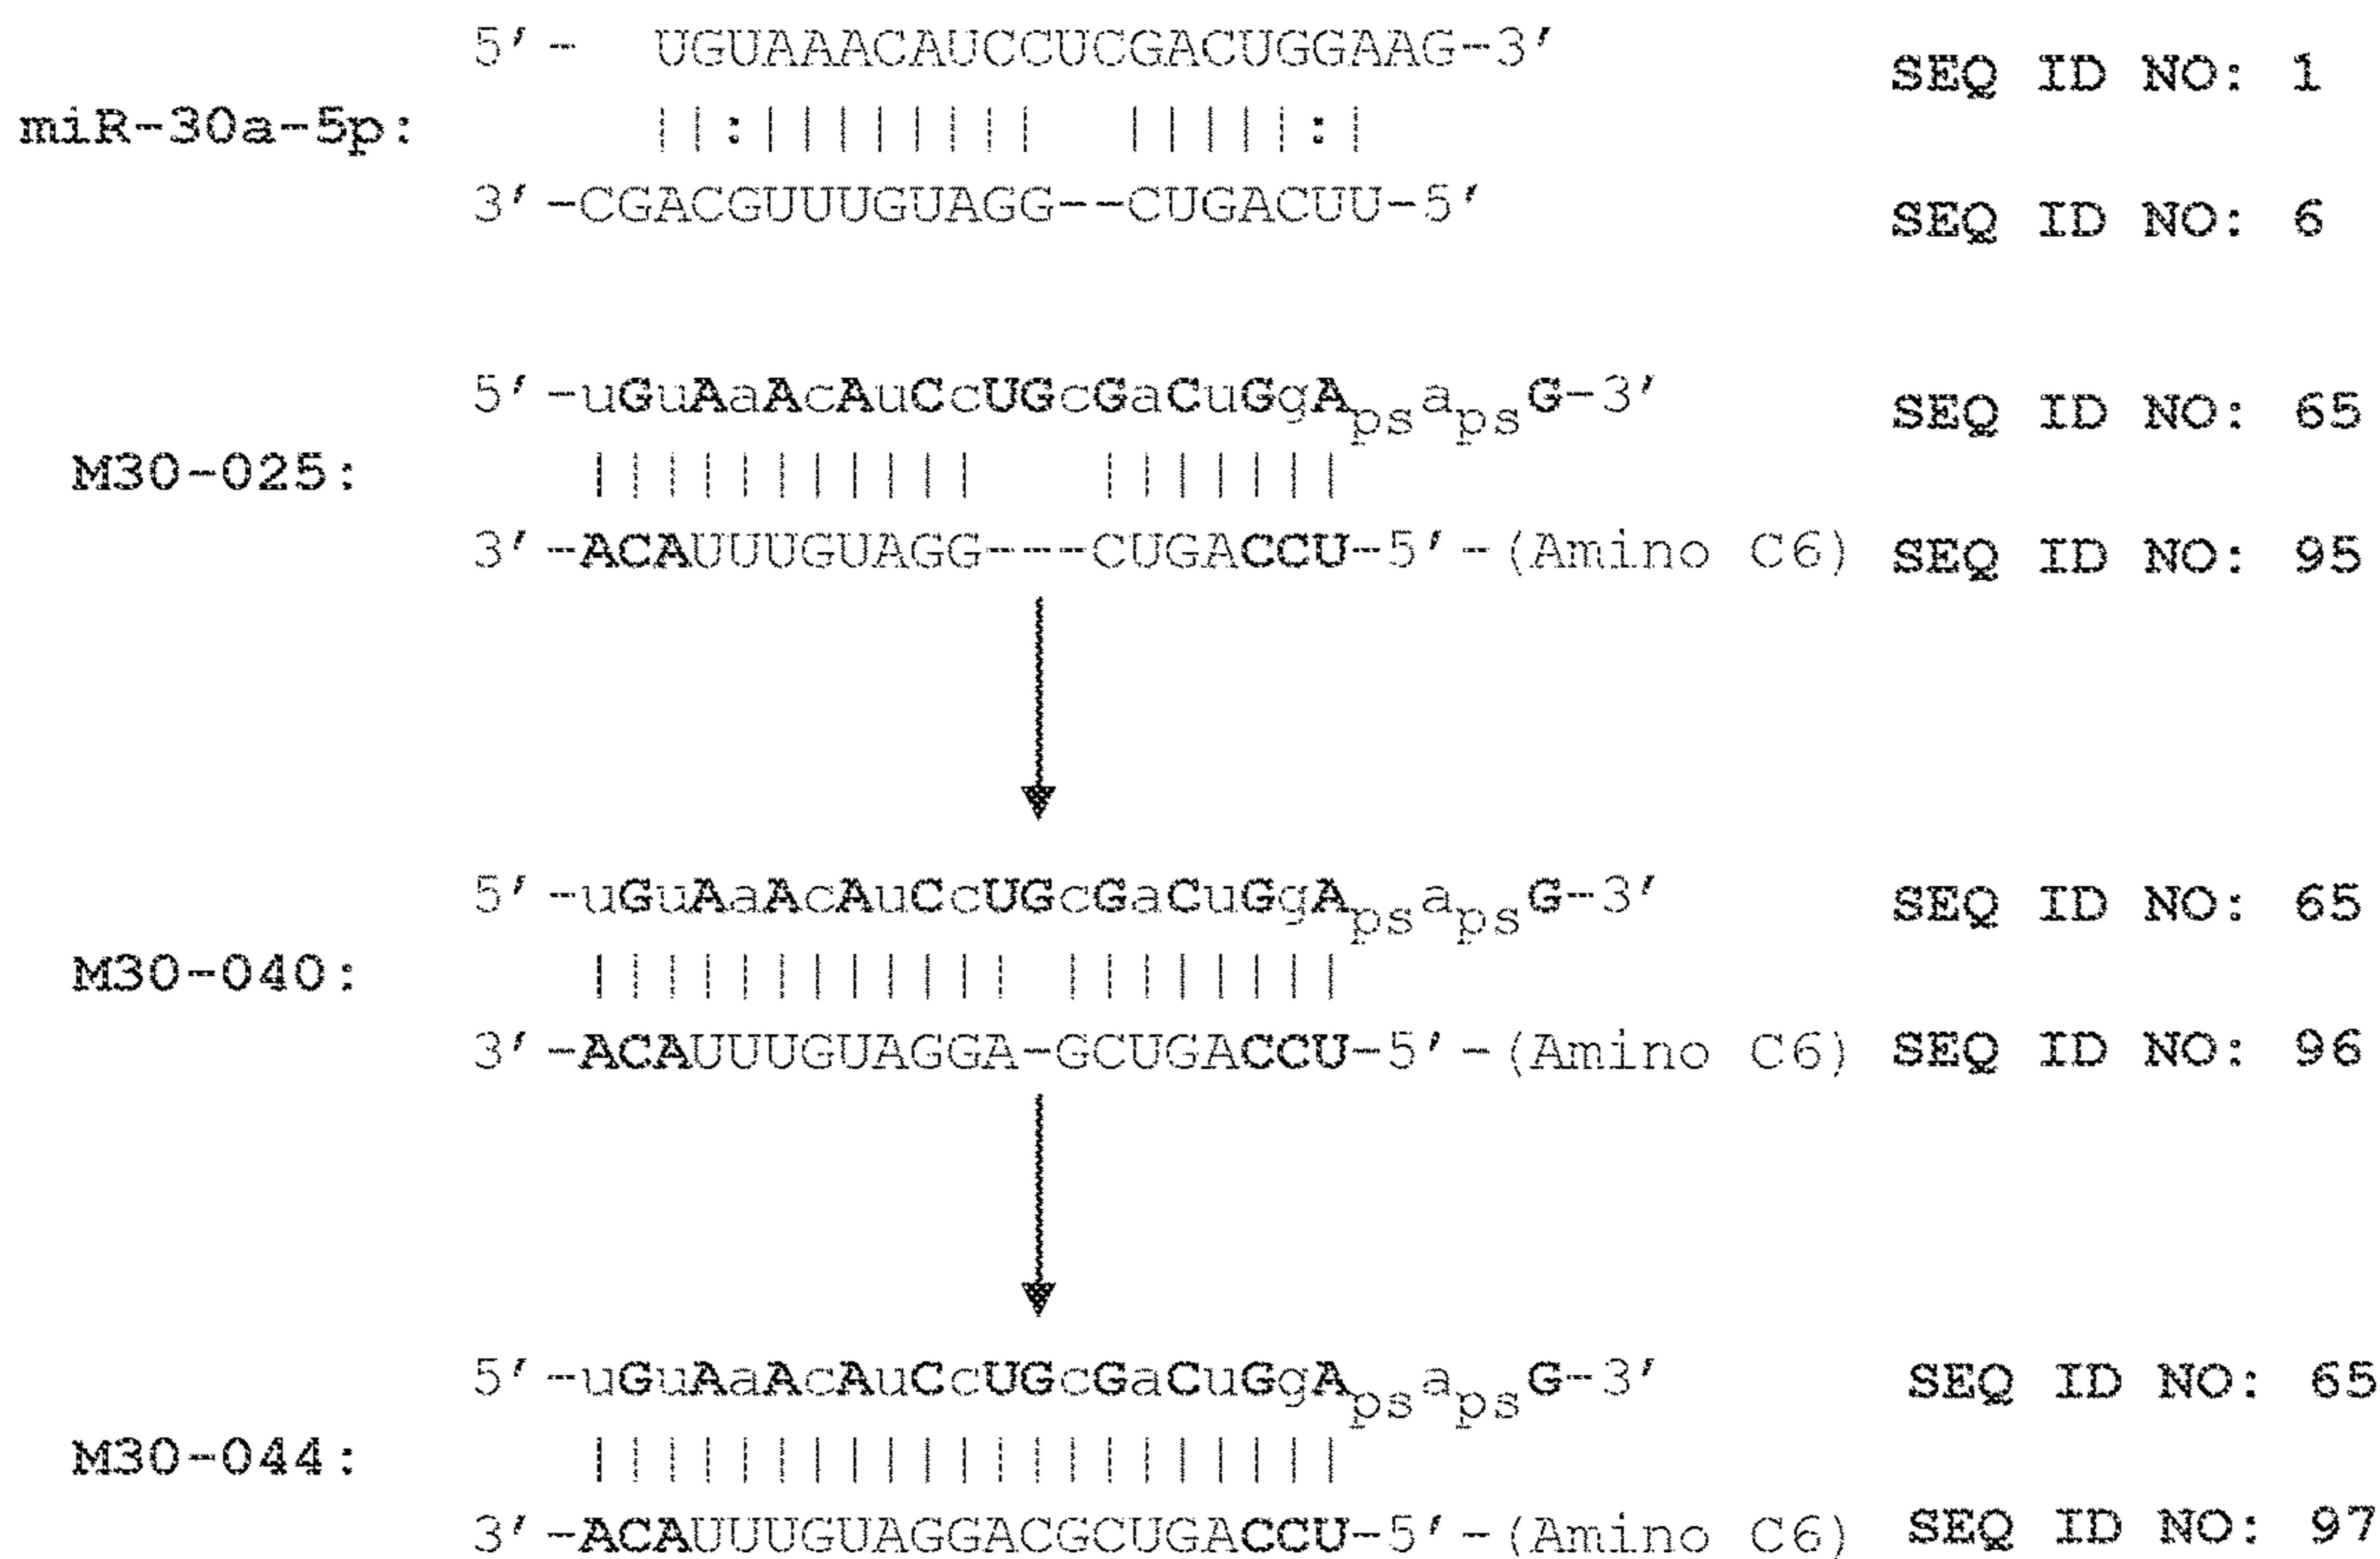 5'- UGUAAACAUCCUCGACUGGAAG-3' SEQ ID NO: 1
miR-30a-5p: ||:|||||||| |||||:|
3'-CGACGUUUGUAGG--CUGACUU-5' SEQ ID NO: 6
5'-uGuAaAcAuCcUGcGaCuGgApsapsG-3' SEQ ID NO: 65
M30-025: ||||||||||| |||||||
3'-ACAUUUGUAGG---CUGACCU-5'-(Amino C6) SEQ ID NO: 95
5'-uGuAaAcAuCcUGcGaCuGgApsapsG-3' SEQ ID NO: 65
M30-040: |||||||||||| ||||||||
3'-ACAUUUGUAGGA-GCUGACCU-5'-(Amino C6) SEQ ID NO: 96
5'-uGuAaAcAuCcUGcGaCuGgApsapsG-3' SEQ ID NO: 65
M30-044: |||||||||||||||||||||
3'-ACAUUUGUAGGACGCUGACCU-5'-(Amino C6) SEQ ID NO: 97